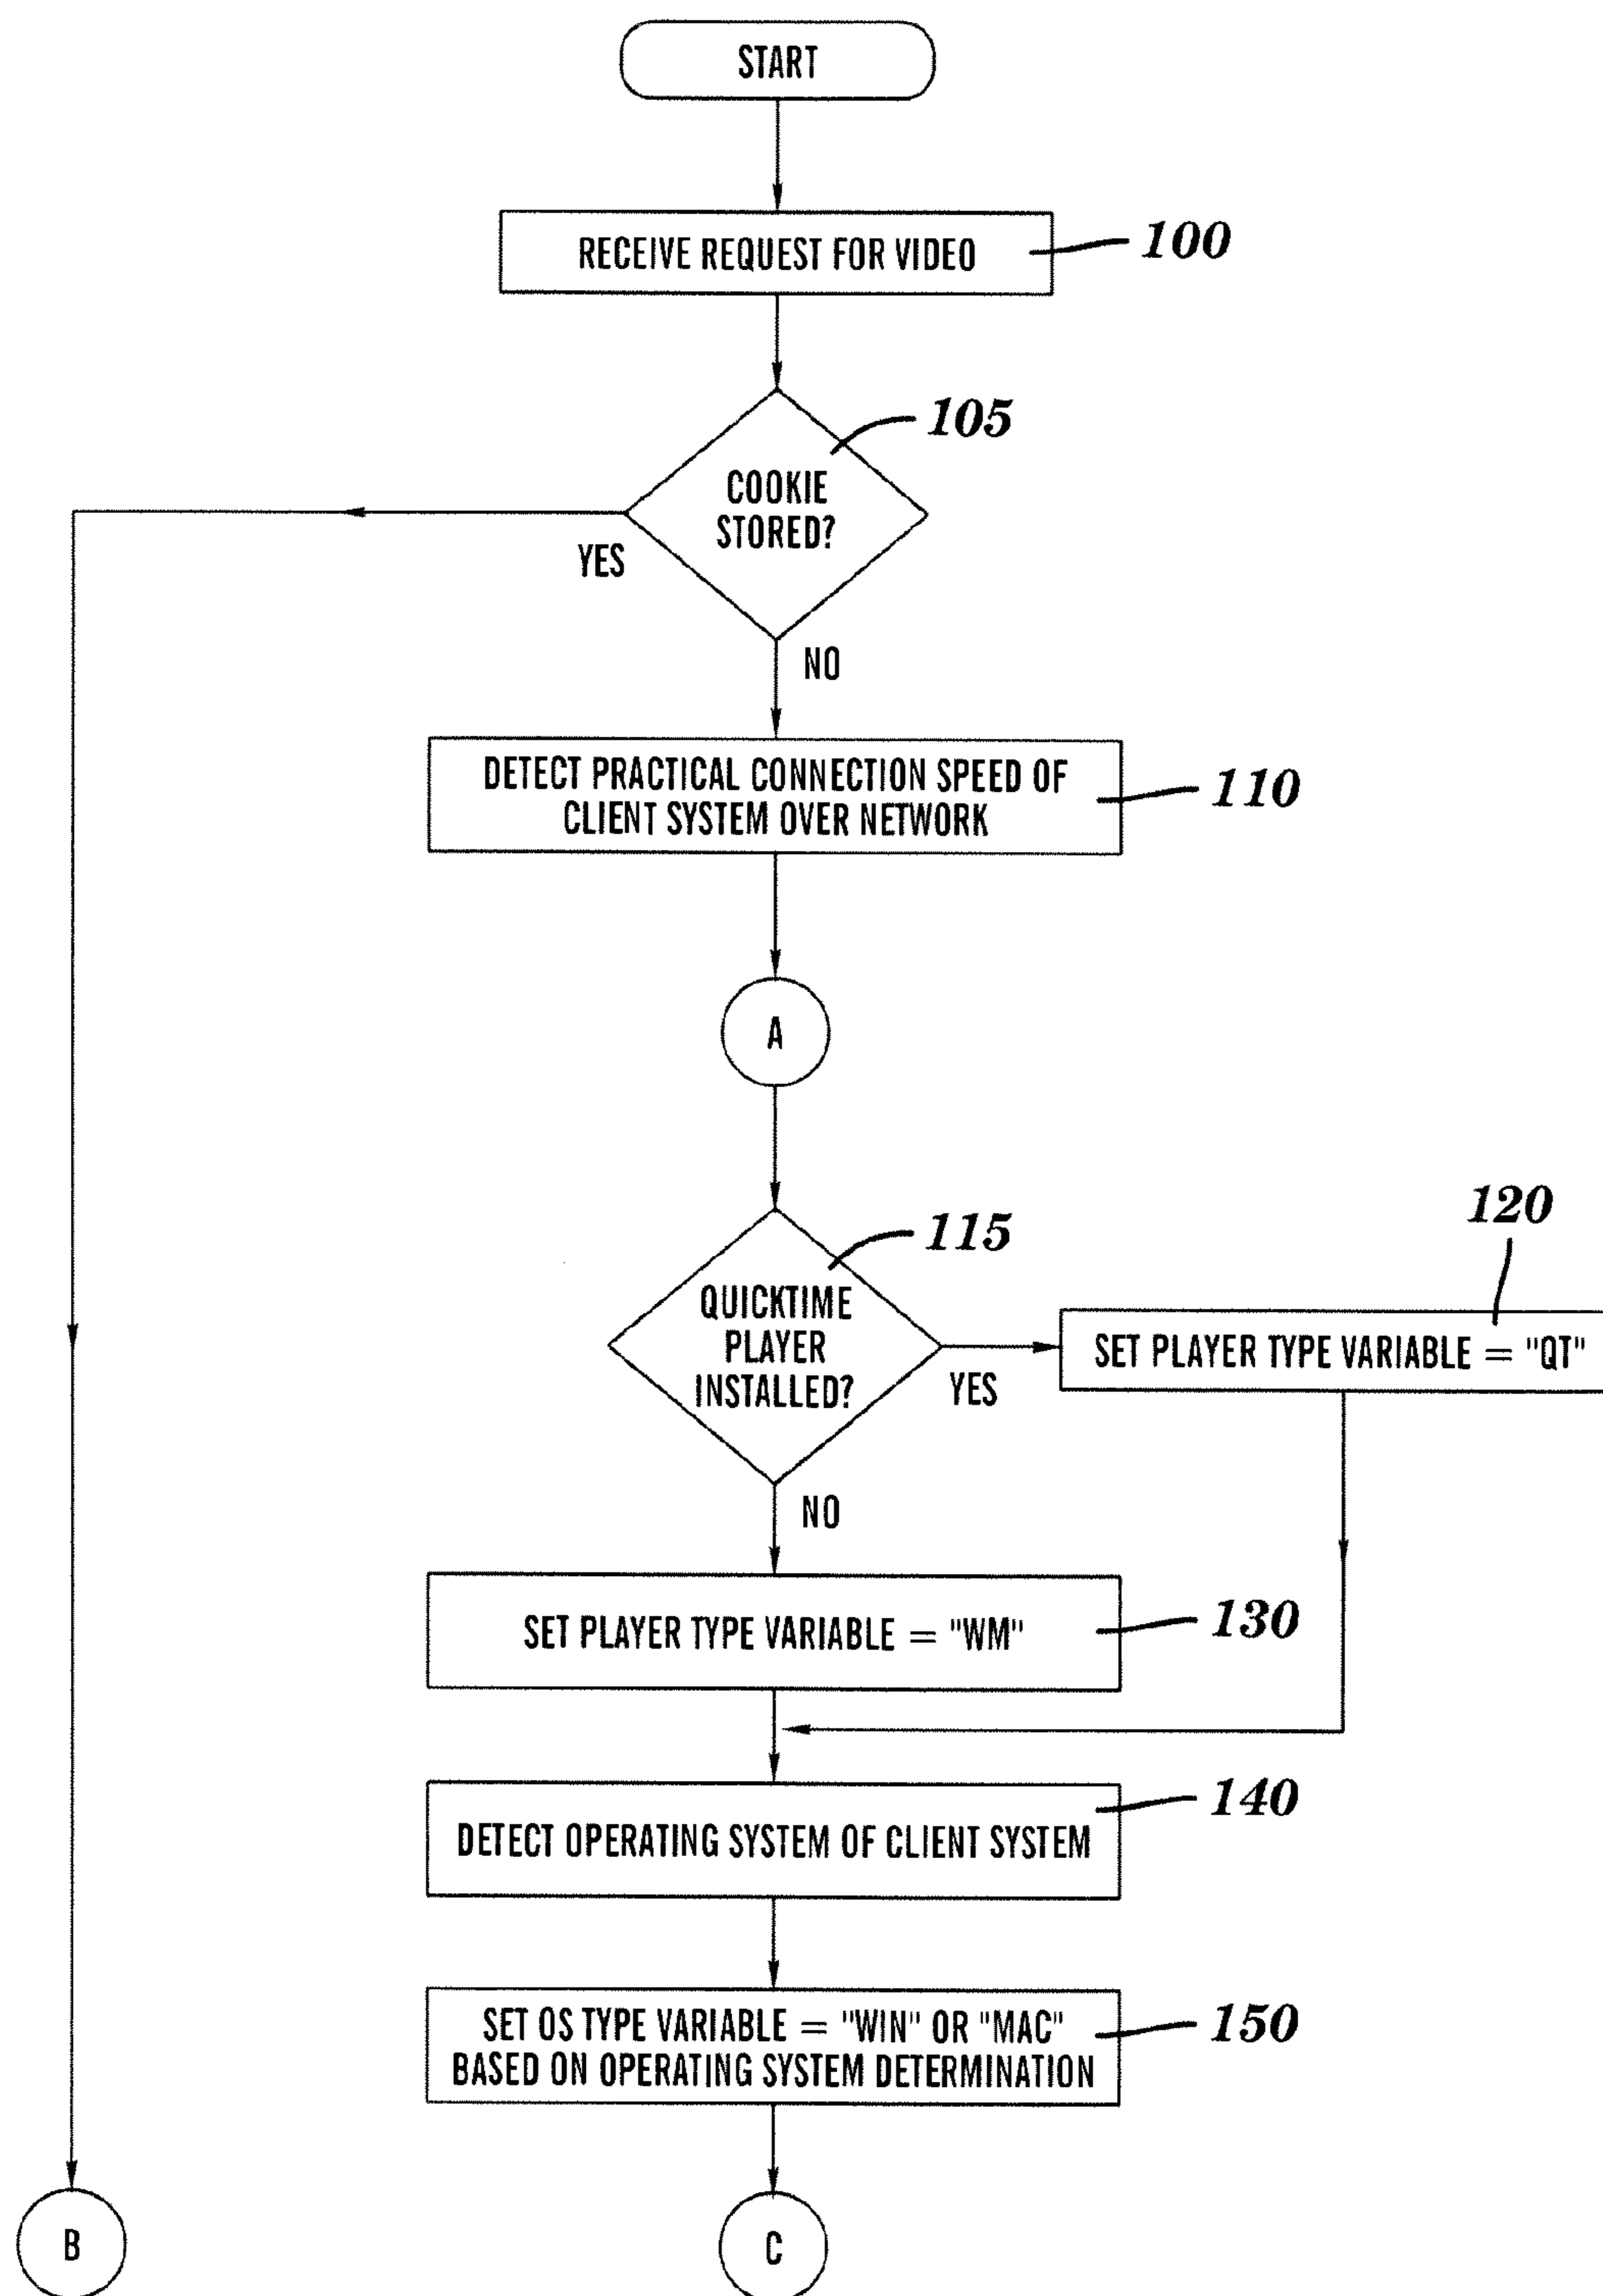 START
RECEIVE REQUEST FOR VIDEO
100
105
COOKIE
STORED?
YES
NO
DETECT PRACTICAL CONNECTION SPEED OF
CLIENT SYSTEM OVER NETWORK
110
A
115
120
QUICKTIME
PLAYER
INSTALLED?
YES
SET PLAYER TYPE VARIABLE = "QT"
NO
SET PLAYER TYPE VARIABLE = "WM"
130
140
DETECT OPERATING SYSTEM OF CLIENT SYSTEM
SET OS TYPE VARIABLE = "WIN" OR "MAC"
BASED ON OPERATING SYSTEM DETERMINATION
150
B
C